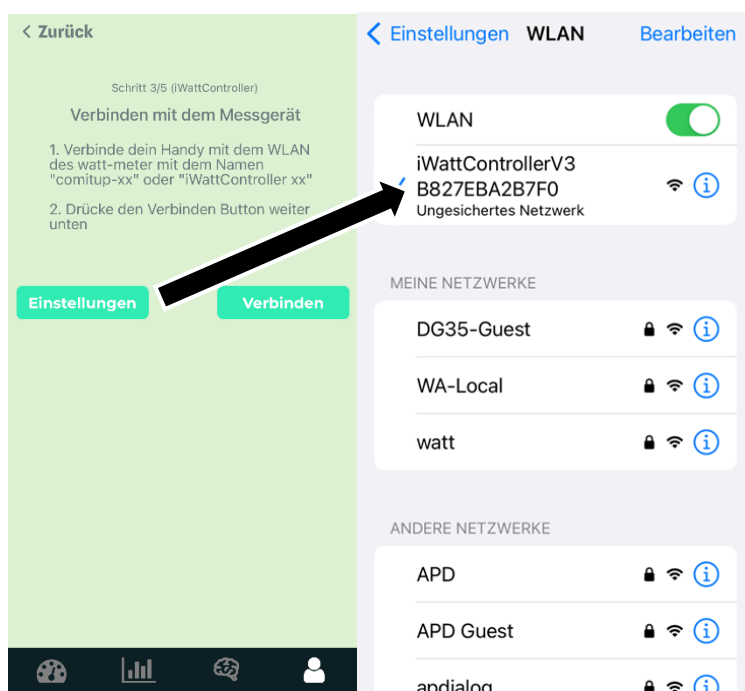 < Zurück
Schritt 3/5 (iWattController)
Verbinden mit dem Messgerät
1. Verbinde dein Handy mit dem WLAN
des watt-meter mit dem Namen
"comitup-xx" oder "iWattController xx"
2. Drücke den Verbinden Button weiter
unten
Einstellungen
Verbinden
Einstellungen WLAN Bearbeiten
WLAN
iWattControllerV3
B827EBA2B7F0
Ungesichertes Netzwerk
MEINE NETZWERKE
DG35-Guest
WA-Local
watt
ANDERE NETZWERKE
APD
APD Guest
apdialog